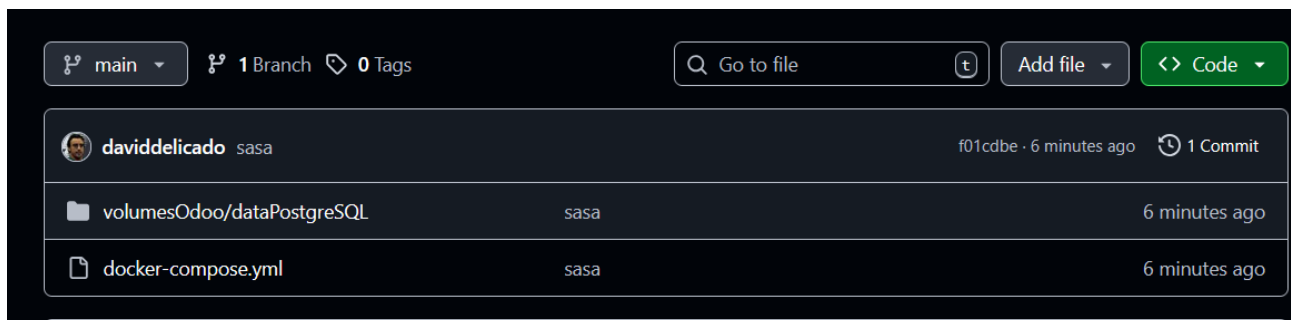 main 1 Branch 0 Tags Go to file t Add file <> Code
daviddelicado sasa f01cdbe · 6 minutes ago 1 Commit
volumesOdoo/dataPostgreSQL sasa 6 minutes ago
docker-compose.yml sasa 6 minutes ago